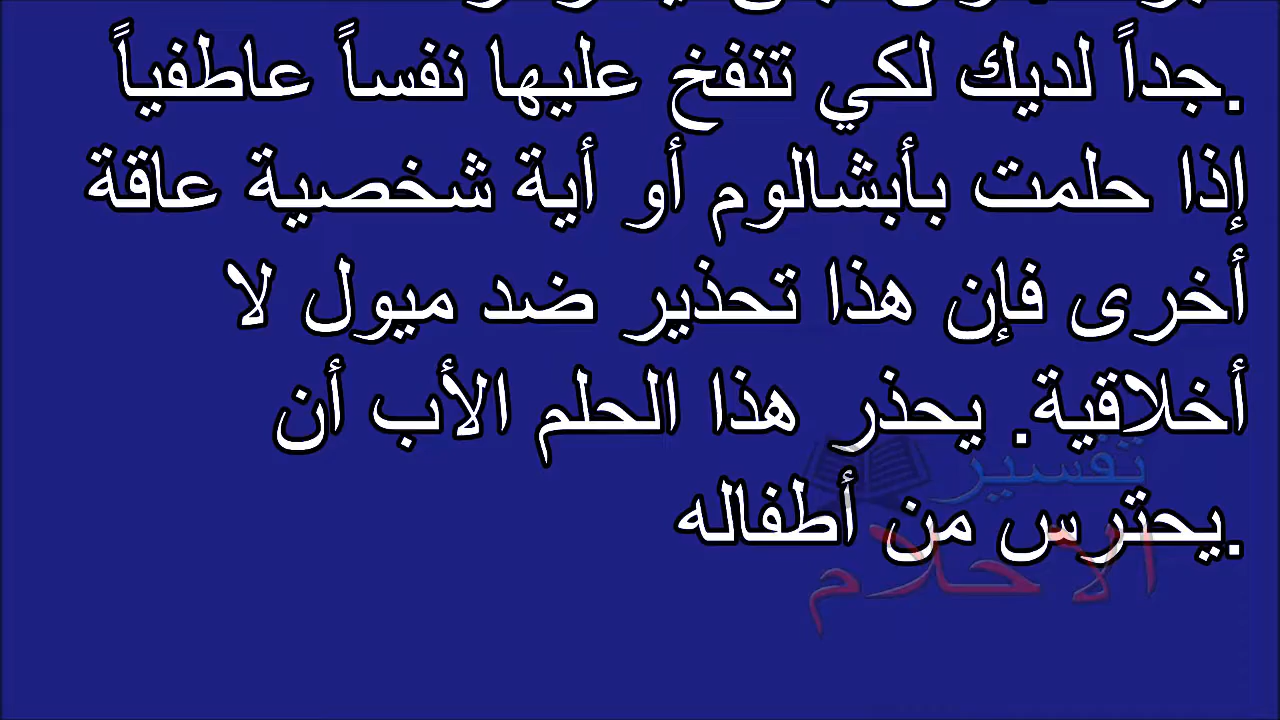 .جداً لديك لكي تنفخ عليها نفساً عاطفياً
إذا حلمت بأبشالوم أو أية شخصية عاقة
أخرى فإن هذا تحذير ضد ميول لا
أخلاقية. يحذر هذا الحلم الأب أن
.يحترس من أطفاله
تفسير
الاحلام